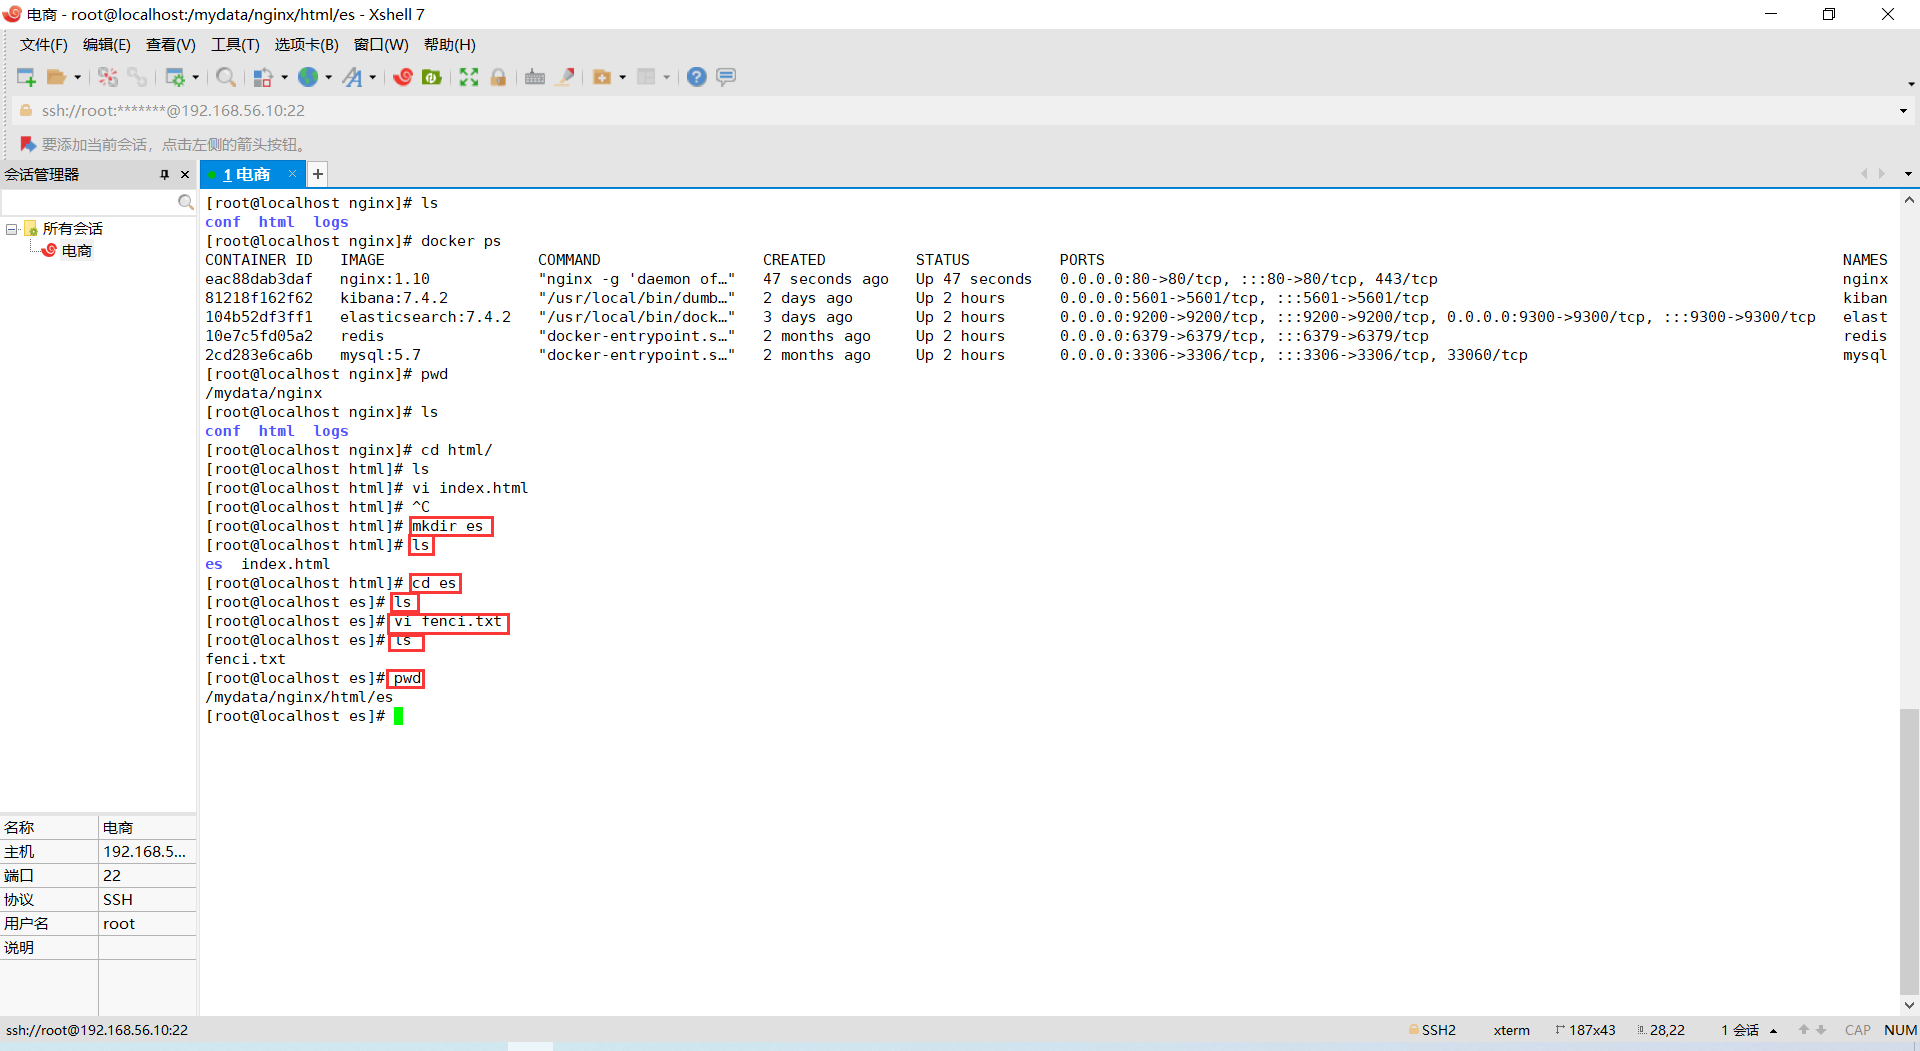 电商 - root@localhost:/mydata/nginx/html/es - Xshell 7
文件(F) 编辑(E) 查看(V) 工具(T) 选项卡(B) 窗口(W) 帮助(H)
ssh://root:*******@192.168.56.10:22
要添加当前会话，点击左侧的箭头按钮。
会话管理器
1 电商
所有会话
电商
[root@localhost nginx]# ls
conf  html  logs
[root@localhost nginx]# docker ps
CONTAINER ID   IMAGE                 COMMAND                  CREATED          STATUS          PORTS                                                                                  NAMES
eac88dab3daf   nginx:1.10            "nginx -g 'daemon of…"   47 seconds ago   Up 47 seconds   0.0.0.0:80->80/tcp, :::80->80/tcp, 443/tcp                                             nginx
81218f162f62   kibana:7.4.2          "/usr/local/bin/dumb…"   2 days ago       Up 2 hours      0.0.0.0:5601->5601/tcp, :::5601->5601/tcp                                              kiban
104b52df3ff1   elasticsearch:7.4.2   "/usr/local/bin/dock…"   3 days ago       Up 2 hours      0.0.0.0:9200->9200/tcp, :::9200->9200/tcp, 0.0.0.0:9300->9300/tcp, :::9300->9300/tcp   elast
10e7c5fd05a2   redis                 "docker-entrypoint.s…"   2 months ago     Up 2 hours      0.0.0.0:6379->6379/tcp, :::6379->6379/tcp                                              redis
2cd283e6ca6b   mysql:5.7             "docker-entrypoint.s…"   2 months ago     Up 2 hours      0.0.0.0:3306->3306/tcp, :::3306->3306/tcp, 33060/tcp                                   mysql
[root@localhost nginx]# pwd
/mydata/nginx
[root@localhost nginx]# ls
conf  html  logs
[root@localhost nginx]# cd html/
[root@localhost html]# ls
[root@localhost html]# vi index.html
[root@localhost html]# ^C
[root@localhost html]# mkdir es
[root@localhost html]# ls
es  index.html
[root@localhost html]# cd es
[root@localhost es]# ls
[root@localhost es]# vi fenci.txt
[root@localhost es]# ls
fenci.txt
[root@localhost es]# pwd
/mydata/nginx/html/es
[root@localhost es]#
名称 电商
主机 192.168.5...
端口 22
协议 SSH
用户名 root
说明
ssh://root@192.168.56.10:22 SSH2 xterm 187x43 28,22 1 会话 CAP NUM